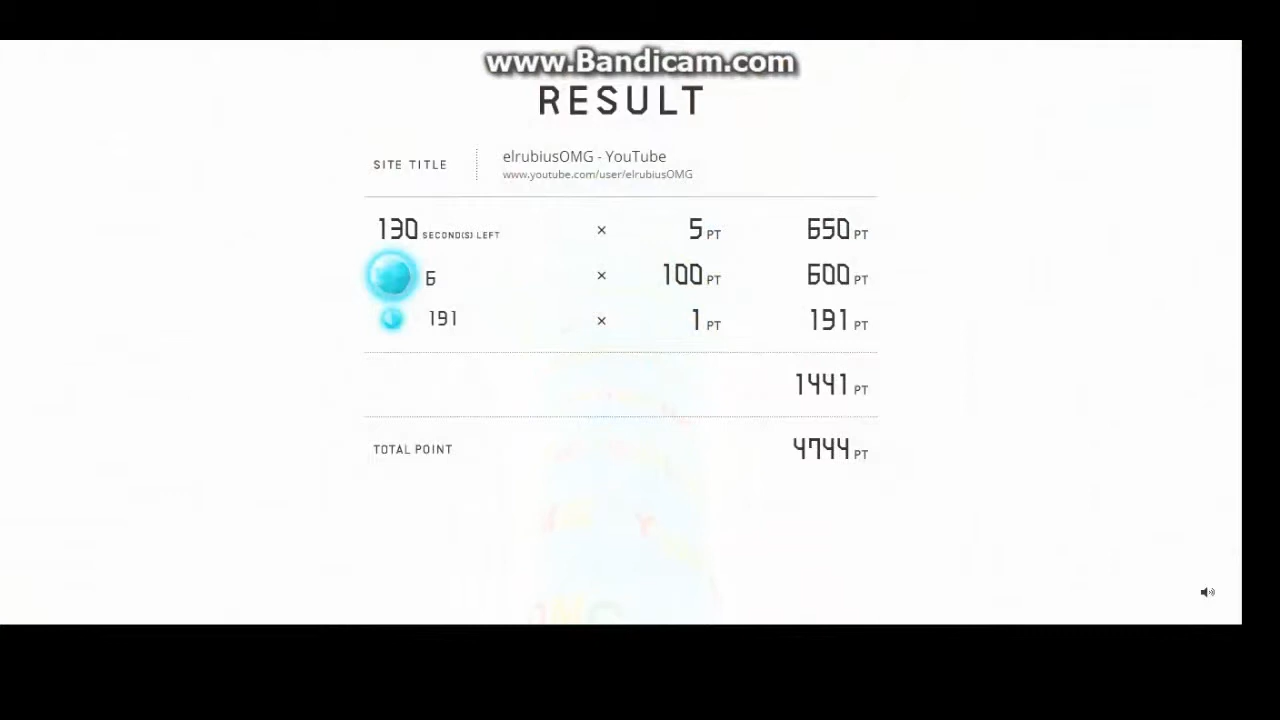 www.Bandicam.com
RESULT
SITE TITLE
elrubiusOMG - YouTube
www.youtube.com/user/elrubiusOMG
130 SECOND(S) LEFT × 5 PT 650 PT
6 × 100 PT 600 PT
191 × 1 PT 191 PT
1441 PT
TOTAL POINT 4744 PT